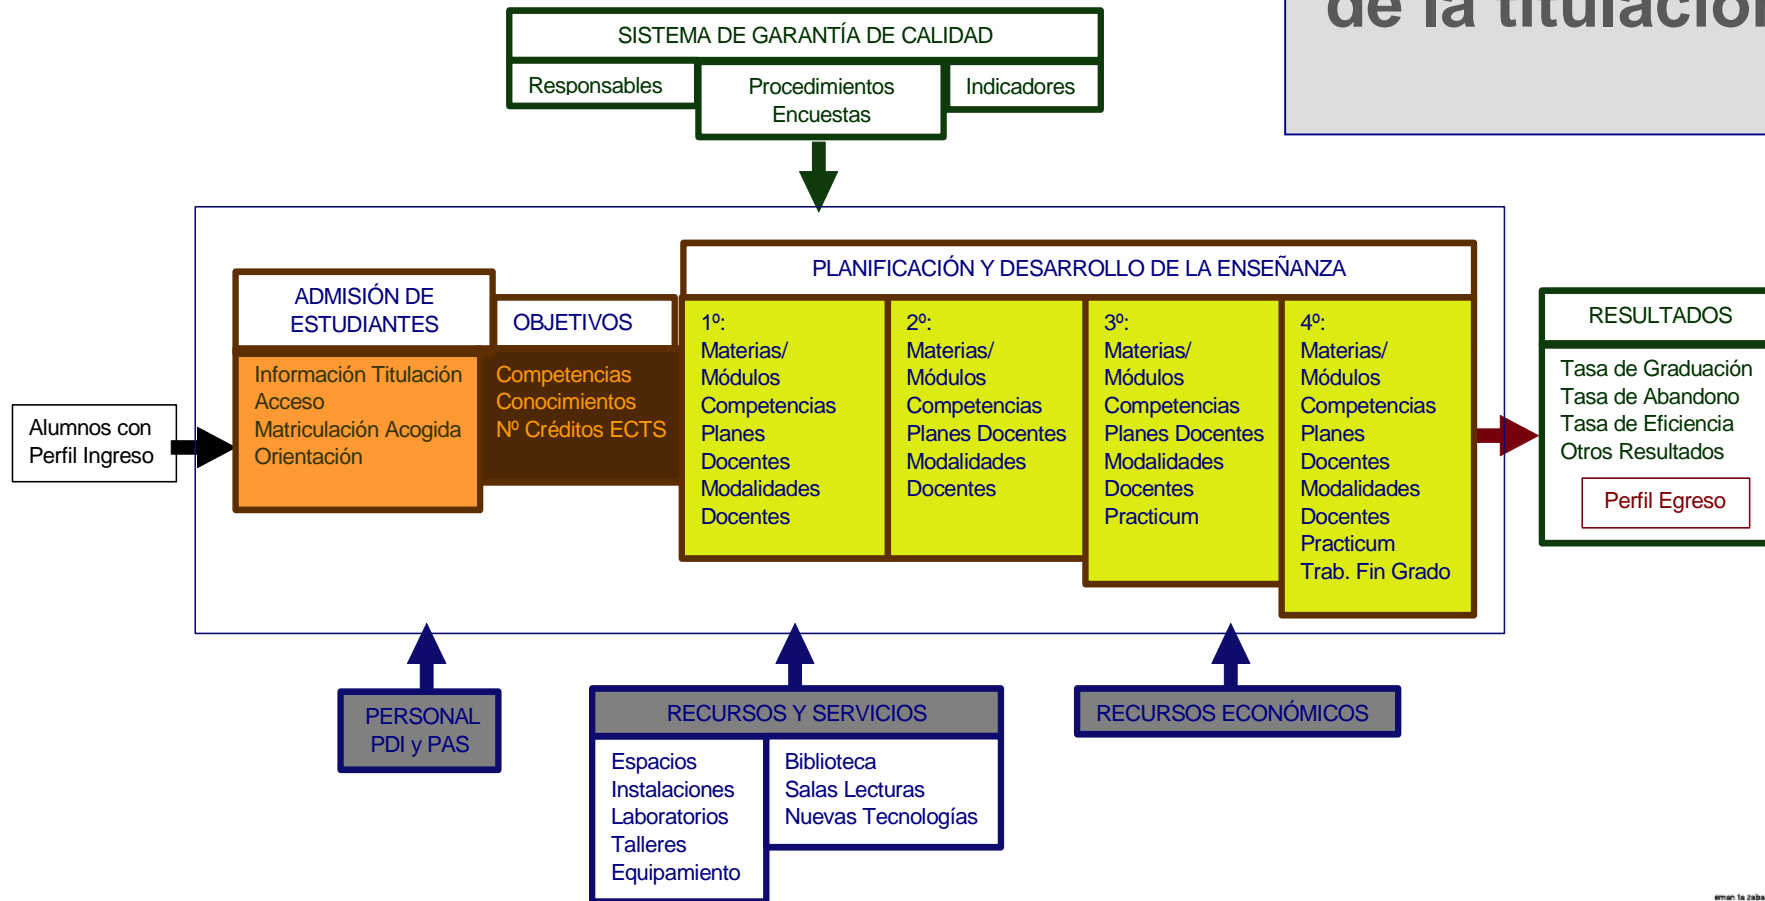 de la titulación
SISTEMA DE GARANTÍA DE CALIDAD
Responsables
Procedimientos
Encuestas
Indicadores
PLANIFICACIÓN Y DESARROLLO DE LA ENSEÑANZA
ADMISIÓN DE
ESTUDIANTES
OBJETIVOS
Alumnos con
Perfil Ingreso
Información Titulación
Acceso
Matriculación Acogida
Orientación
Competencias
Conocimientos
Nº Créditos ECTS
1º:
Materias/
Módulos
Competencias
Planes
Docentes
Modalidades
Docentes
2º:
Materias/
Módulos
Competencias
Planes Docentes
Modalidades
Docentes
3º:
Materias/
Módulos
Competencias
Planes Docentes
Modalidades
Docentes
Practicum
4º:
Materias/
Módulos
Competencias
Planes
Docentes
Modalidades
Docentes
Practicum
Trab. Fin Grado
RESULTADOS
Tasa de Graduación
Tasa de Abandono
Tasa de Eficiencia
Otros Resultados
Perfil Egreso
PERSONAL
PDI y PAS
RECURSOS Y SERVICIOS
Espacios
Instalaciones
Laboratorios
Talleres
Equipamiento
Biblioteca
Salas Lecturas
Nuevas Tecnologías
RECURSOS ECONÓMICOS
eman ta zabal